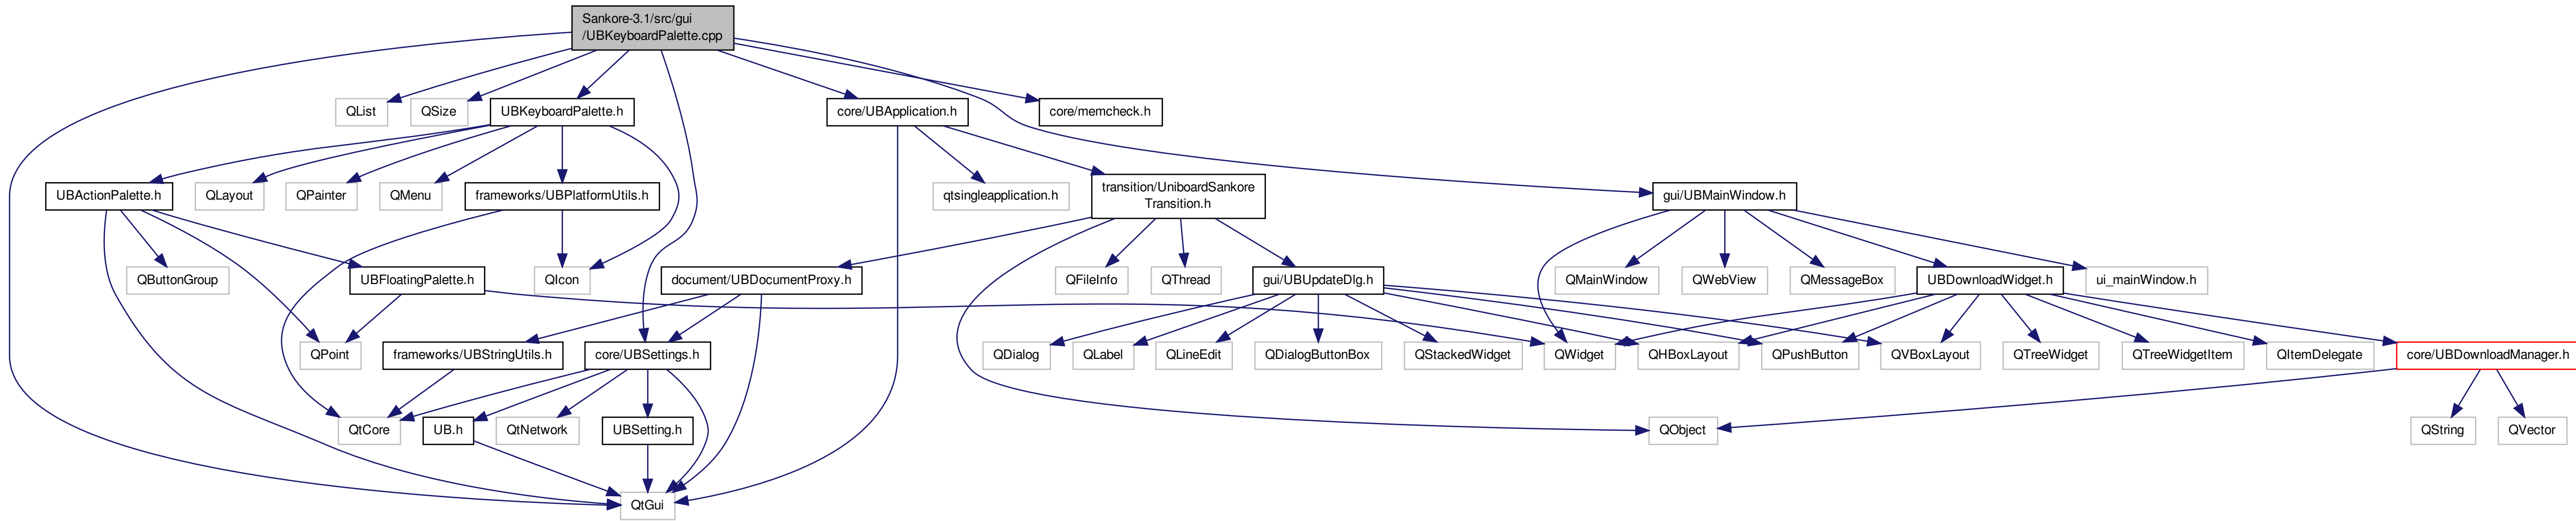 Sankore-3.1/src/gui
/UBKeyboardPalette.cpp
QList
QSize
UBKeyboardPalette.h
core/UBApplication.h
core/memcheck.h
UBActionPalette.h
QLayout
QPainter
QMenu
frameworks/UBPlatformUtils.h
qtsingleapplication.h
transition/UniboardSankore
Transition.h
gui/UBMainWindow.h
QButtonGroup
UBFloatingPalette.h
QIcon
document/UBDocumentProxy.h
QFileInfo
QThread
gui/UBUpdateDlg.h
QMainWindow
QWebView
QMessageBox
UBDownloadWidget.h
ui_mainWindow.h
QPoint
frameworks/UBStringUtils.h
core/UBSettings.h
QDialog
QLabel
QLineEdit
QDialogButtonBox
QStackedWidget
QWidget
QHBoxLayout
QPushButton
QVBoxLayout
QTreeWidget
QTreeWidgetItem
QItemDelegate
core/UBDownloadManager.h
QtCore
UB.h
QtNetwork
UBSetting.h
QObject
QString
QVector
QtGui